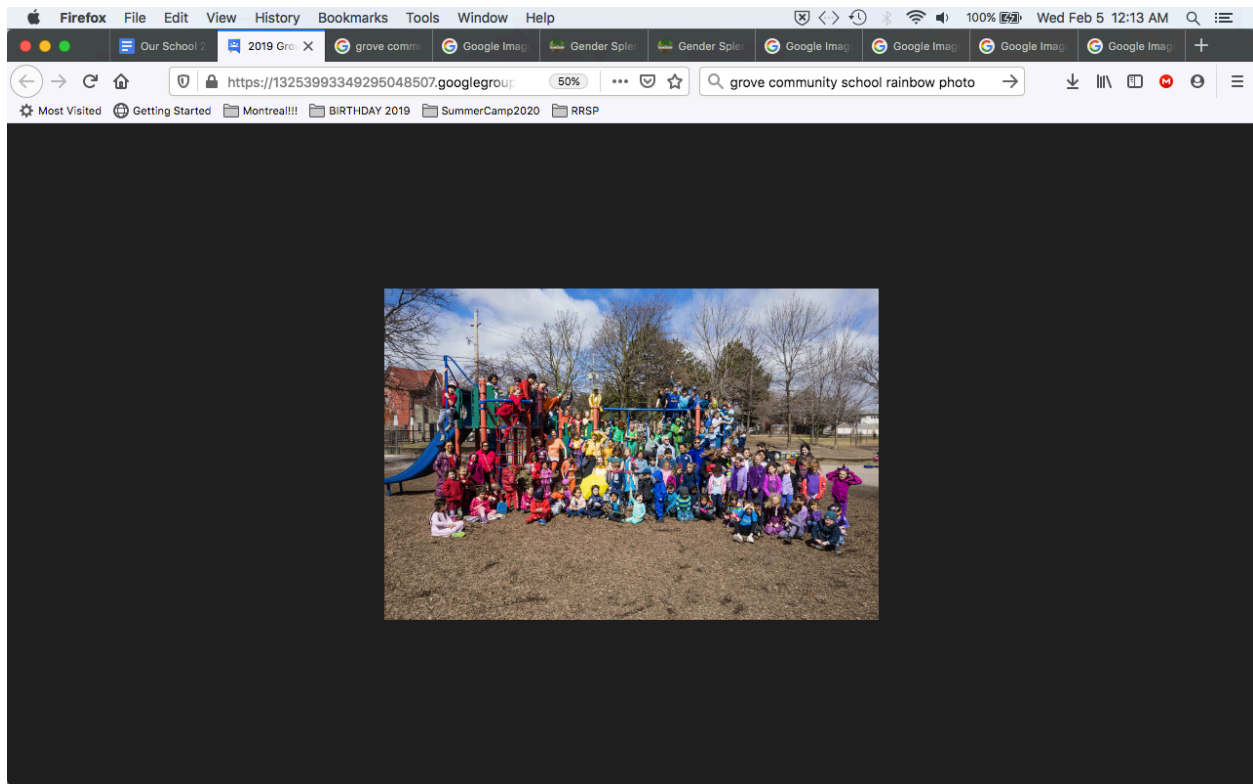 Firefox File Edit View History Bookmarks Tools Window Help 100% Wed Feb 5 12:13 AM
Our School 2 2019 Gro grove comm Google Imag Gender Sple Gender Sple Google Imag Google Imag Google Imag Google Imag
https://13253993349295048507.googlegroup 50% grove community school rainbow photo
Most Visited Getting Started Montreal!!! BIRTHDAY 2019 SummerCamp2020 RRSP